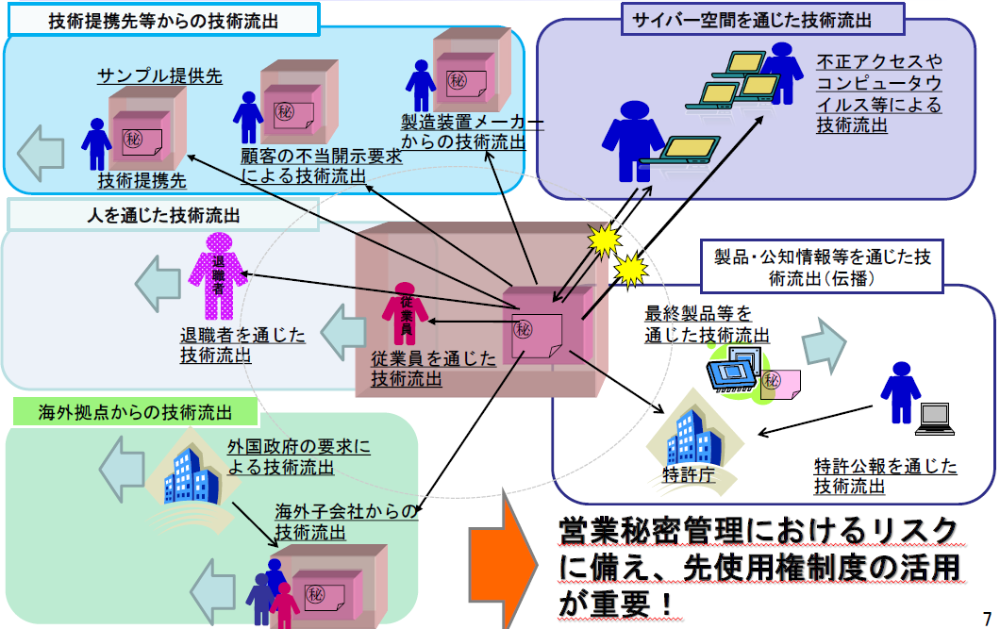 技術提携先等からの技術流出
サンプル提供先
秘
技術提携先
秘
顧客の不当開示要求
による技術流出
秘
製造装置メーカー
からの技術流出
サイバー空間を通じた技術流出
不正アクセスや
コンピュータウ
イルス等による
技術流出
人を通じた技術流出
退職者
退職者を通じた
技術流出
従業員
従業員を通じた
技術流出
秘
製品・公知情報等を通じた技
術流出(伝播)
最終製品等を
通じた技術流出
秘
特許庁
特許公報を通じた
技術流出
海外拠点からの技術流出
外国政府の要求に
よる技術流出
海外子会社からの
技術流出
秘
営業秘密管理におけるリスク
に備え、先使用権制度の活用
が重要！
7